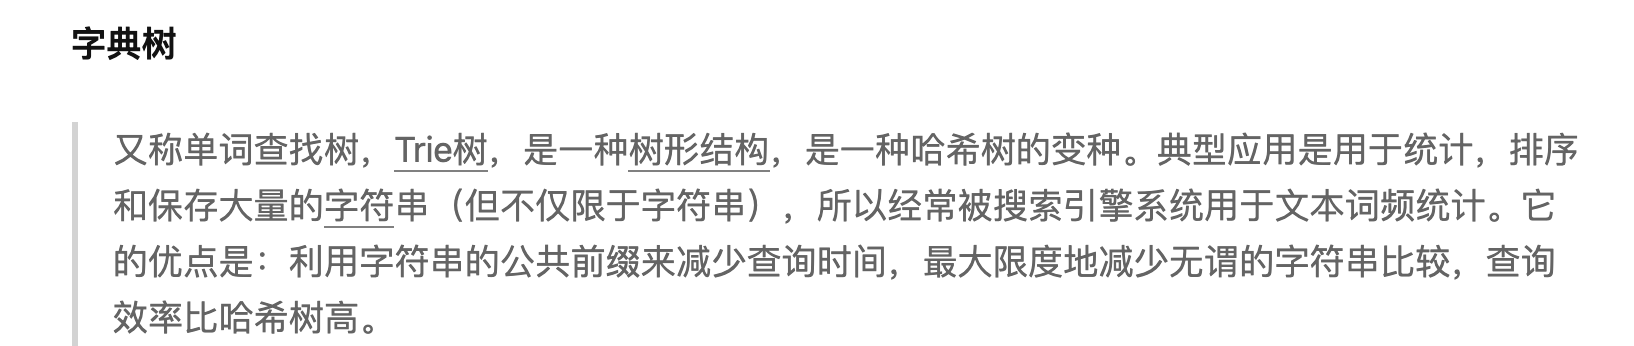 字典树
又称单词查找树，Trie树，是一种树形结构，是一种哈希树的变种。典型应用是用于统计，排序
和保存大量的字符串（但不仅限于字符串），所以经常被搜索引擎系统用于文本词频统计。它
的优点是：利用字符串的公共前缀来减少查询时间，最大限度地减少无谓的字符串比较，查询
效率比哈希树高。